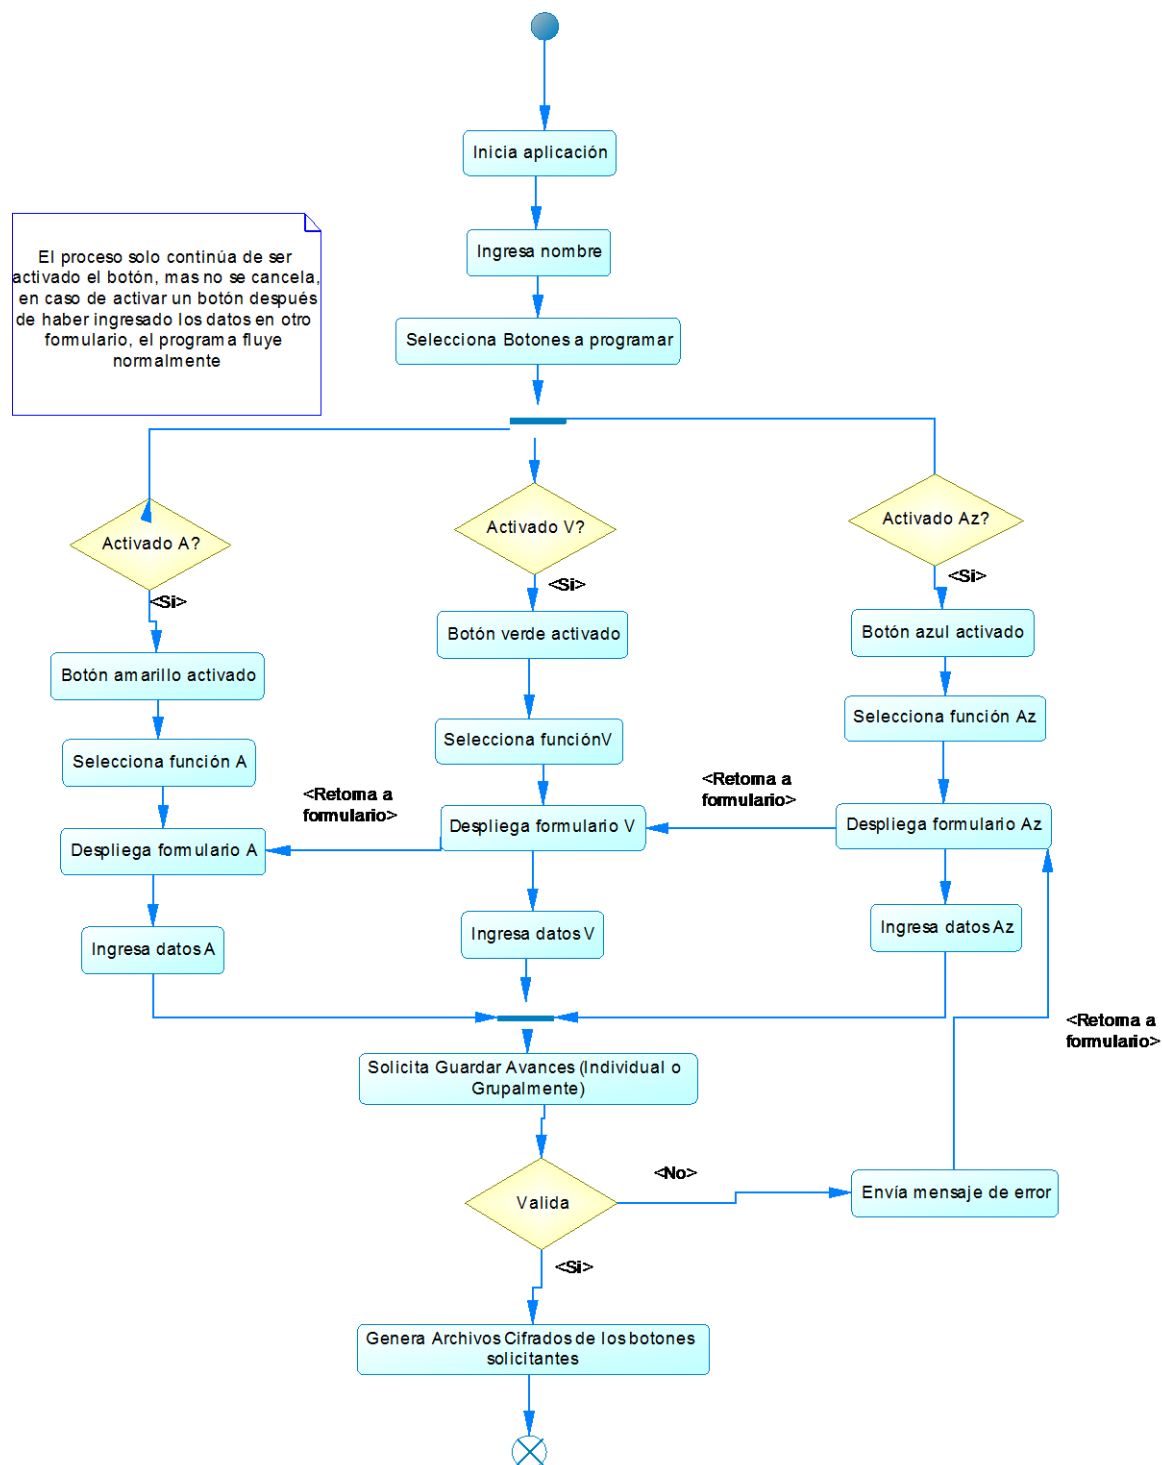 Inicia aplicación
Ingresa nombre
El proceso solo continúa de ser
activado el botón, mas no se cancela,
en caso de activar un botón después
de haber ingresado los datos en otro
formulario, el programa fluye
normalmente
Selecciona Botones a programar
Activado A?
Activado V?
Activado Az?
<Si>
<Si>
<Si>
Botón amarillo activado
Botón verde activado
Botón azul activado
Selecciona función A
Selecciona funciónV
Selecciona función Az
<Retorna a
formulario>
<Retorna a
formulario>
Despliega formulario A
Despliega formulario V
Despliega formulario Az
Ingresa datos A
Ingresa datos V
Ingresa datos Az
<Retorna a
formulario>
Solicita Guardar Avances (Individual o
Grupalmente)
Valida
<No>
Envía mensaje de error
<Si>
Genera Archivos Cifrados de los botones
solicitantes